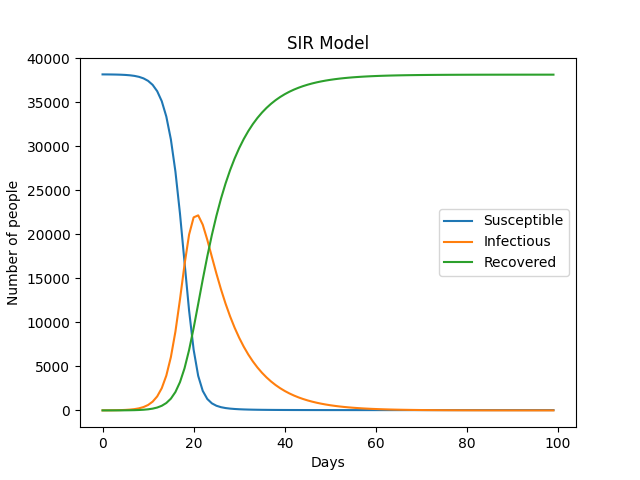 SIR Model
40000
35000
30000
25000
20000
15000
10000
5000
0
Number of people
Susceptible
Infectious
Recovered
0 20 40 60 80 100
Days